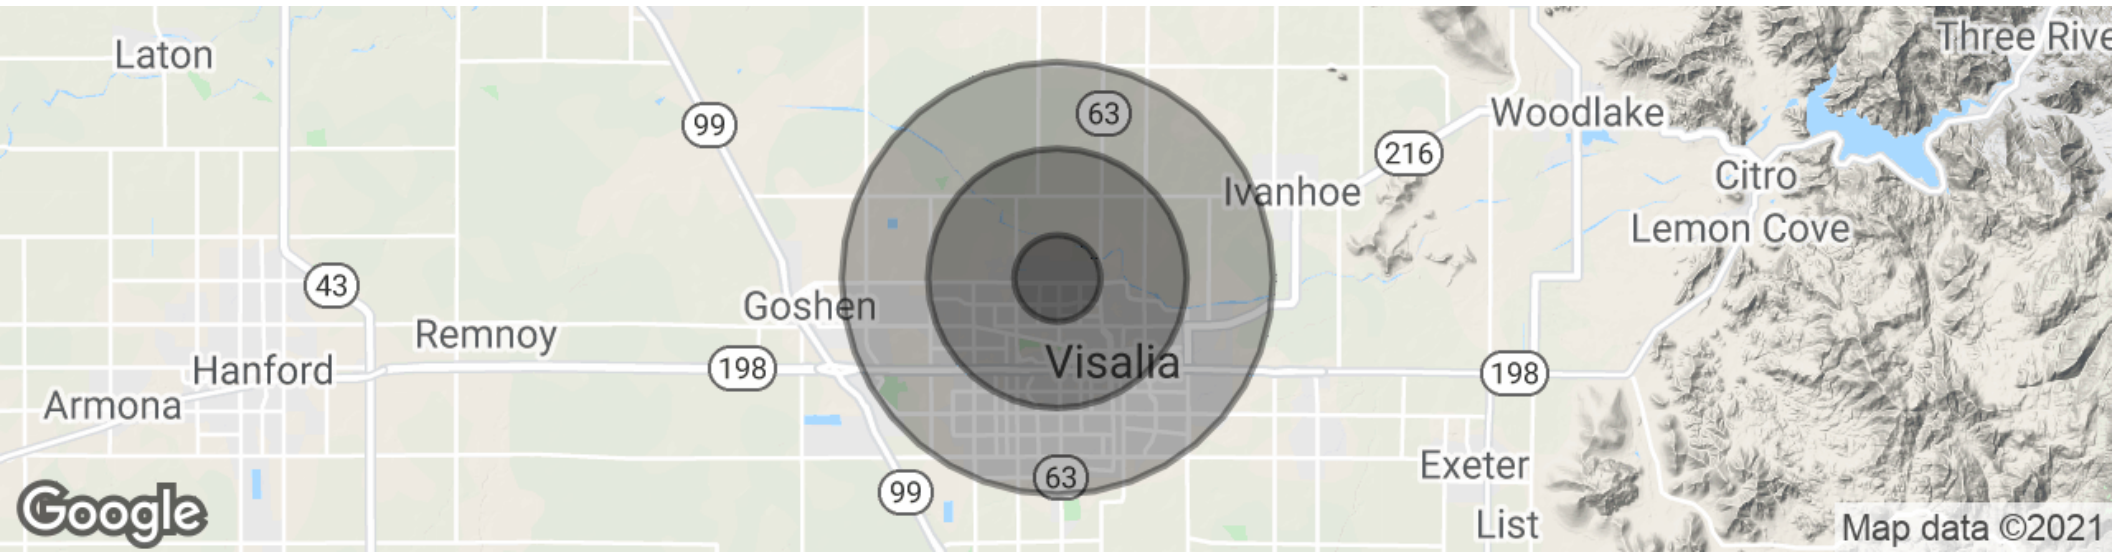 Laton
Three Rive
63
99
Woodlake
216
Citro
Ivanhoe
Lemon Cove
43
Goshen
Remnoy
Visalia
Hanford
198
198
Armona
Exeter
63
99
Google
List
Map data ©2021